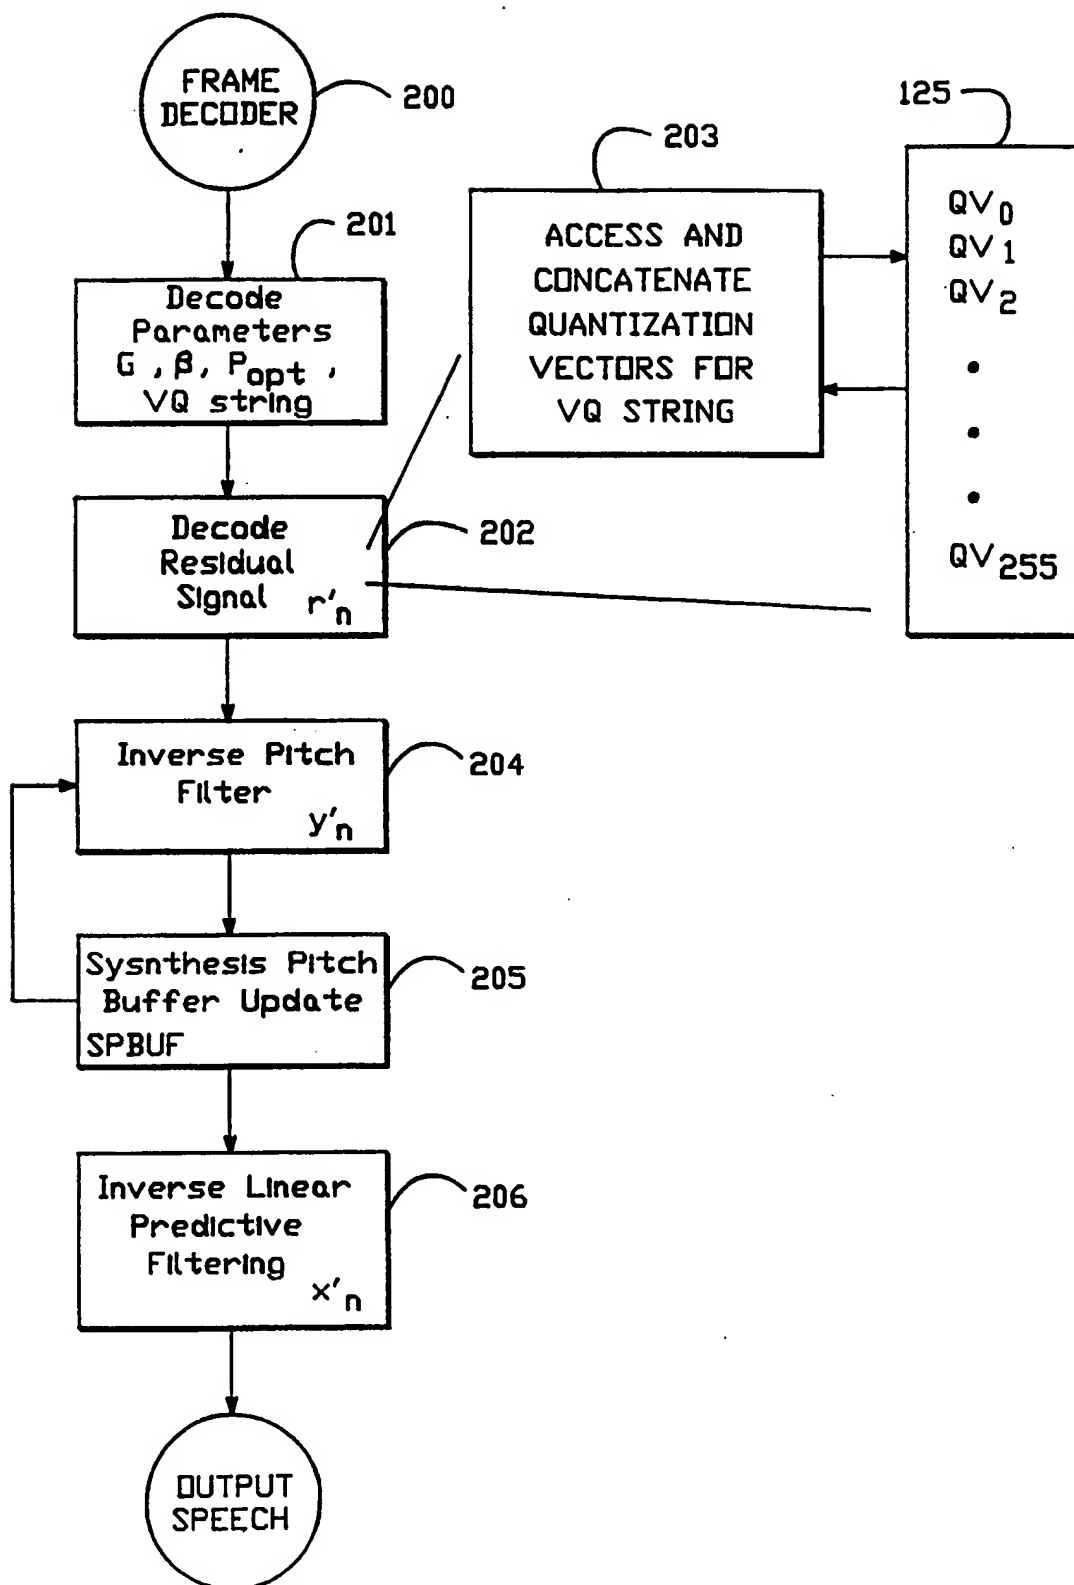 FRAME
DECODER
200
125
203
201
Decode
Parameters
G , β, Popt ,
VQ string
ACCESS AND
CONCATENATE
QUANTIZATION
VECTORS FOR
VQ STRING
QV0
QV1
QV2
QV255
Decode
Residual
Signal r'n
202
Inverse Pitch
Filter
y'n
204
Sysnthesis Pitch
Buffer Update
SPBUF
205
Inverse Linear
Predictive
Filtering
x'n
206
OUTPUT
SPEECH